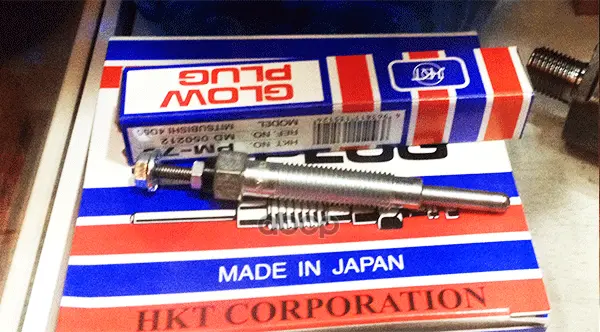 HKT
GLOW
PLUG
HKT NO
REF. NO MD 050212
MODEL MITSUBISHI 4D5
MADE IN JAPAN
HKT CORPORATION